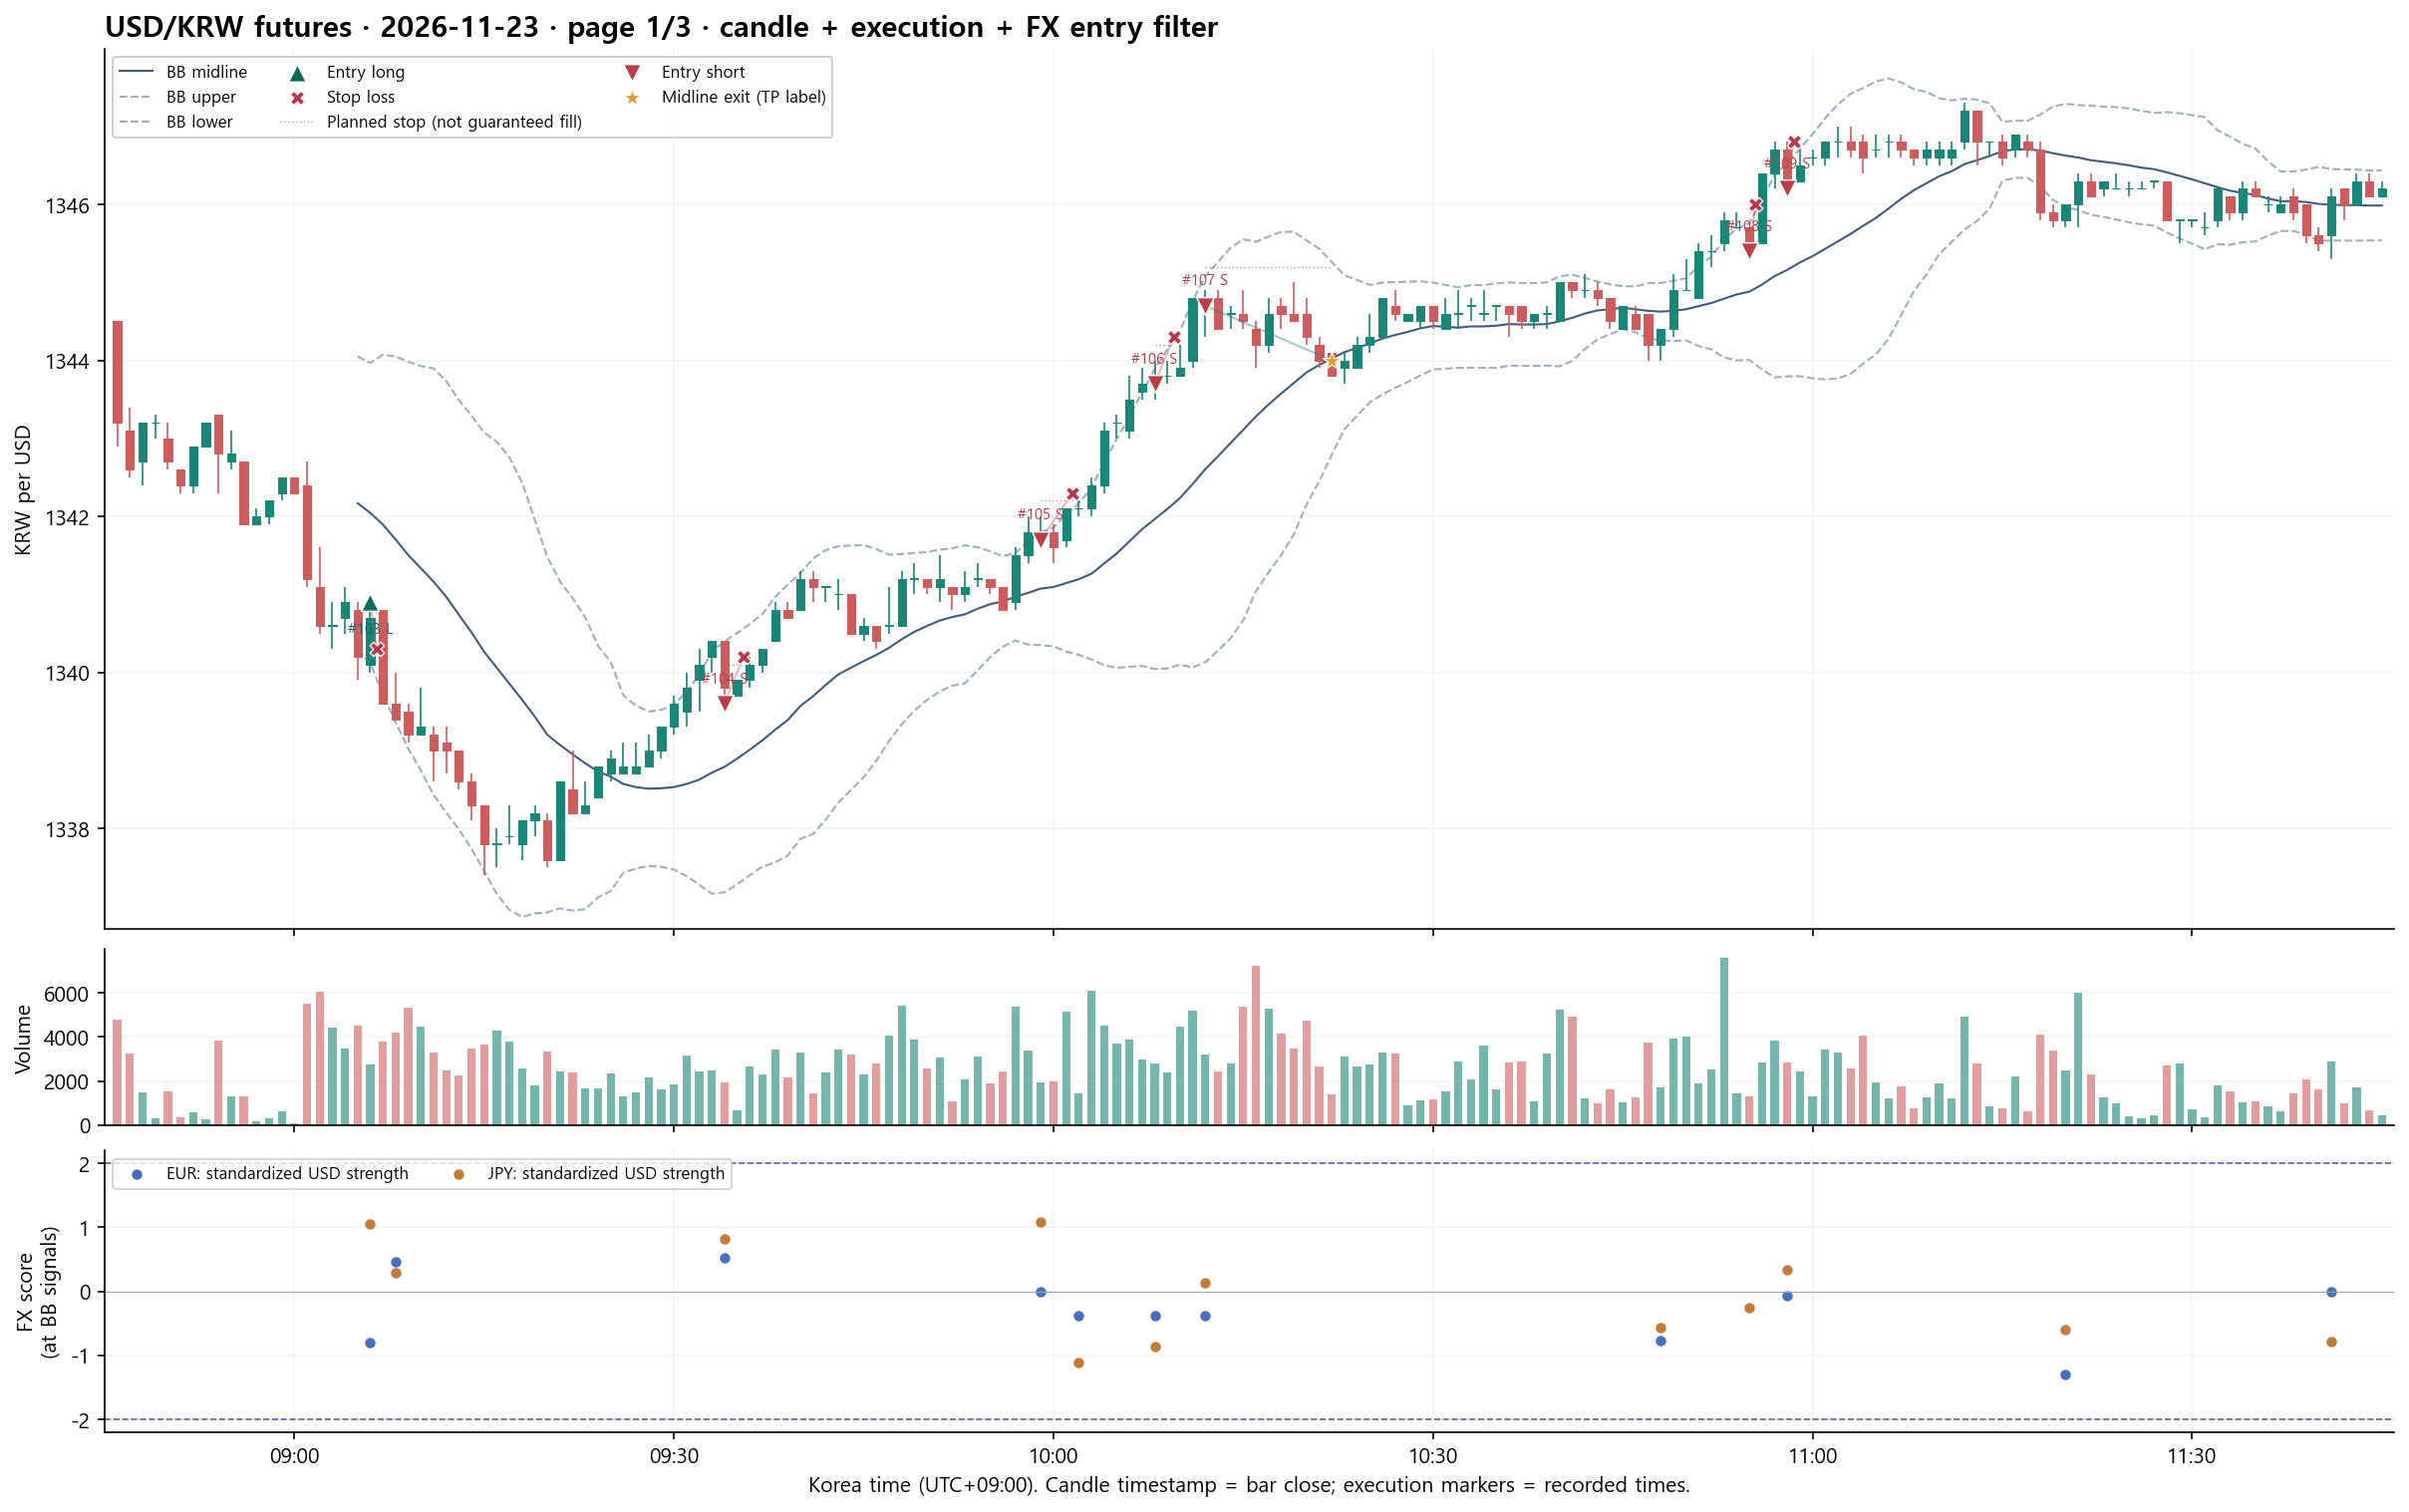 USD/KRW futures · 2026-11-23 · page 1/3 · candle + execution + FX entry filter
BB midline
BB upper
BB lower
Entry long
Stop loss
Planned stop (not guaranteed fill)
Entry short
Midline exit (TP label)
KRW per USD
1346
1344
1342
1340
1338
#103 L
#104 S
#105 S
#106 S
#107 S
#108 S
#109 S
Volume
6000
4000
2000
0
EUR: standardized USD strength
JPY: standardized USD strength
FX score
(at BB signals)
2
1
0
-1
-2
09:00
09:30
10:00
10:30
11:00
11:30
Korea time (UTC+09:00). Candle timestamp = bar close; execution markers = recorded times.